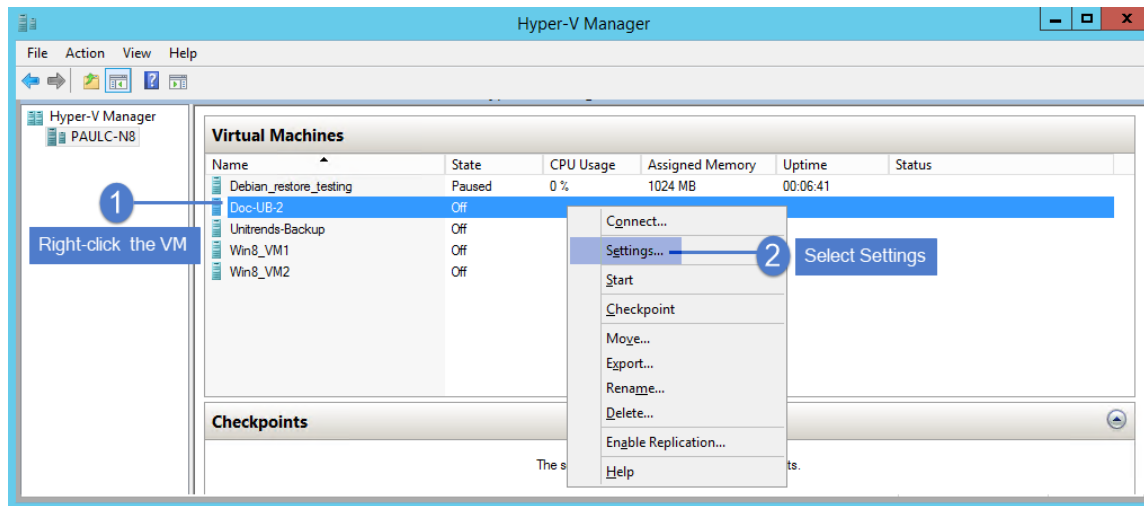 Hyper-V Manager
File Action View Help
Hyper-V Manager
PAULC-N8
Virtual Machines
Name State CPU Usage Assigned Memory Uptime Status
Debian_restore_testing Paused 0 % 1024 MB 00:06:41
Doc-UB-2 Off
Unitrends-Backup Off
Win8_VM1 Off
Win8_VM2 Off
1
Right-click the VM
Connect...
Settings...
2
Select Settings
Start
Checkpoint
Move...
Export...
Rename...
Delete...
Enable Replication...
Help
Checkpoints
The s
ts.